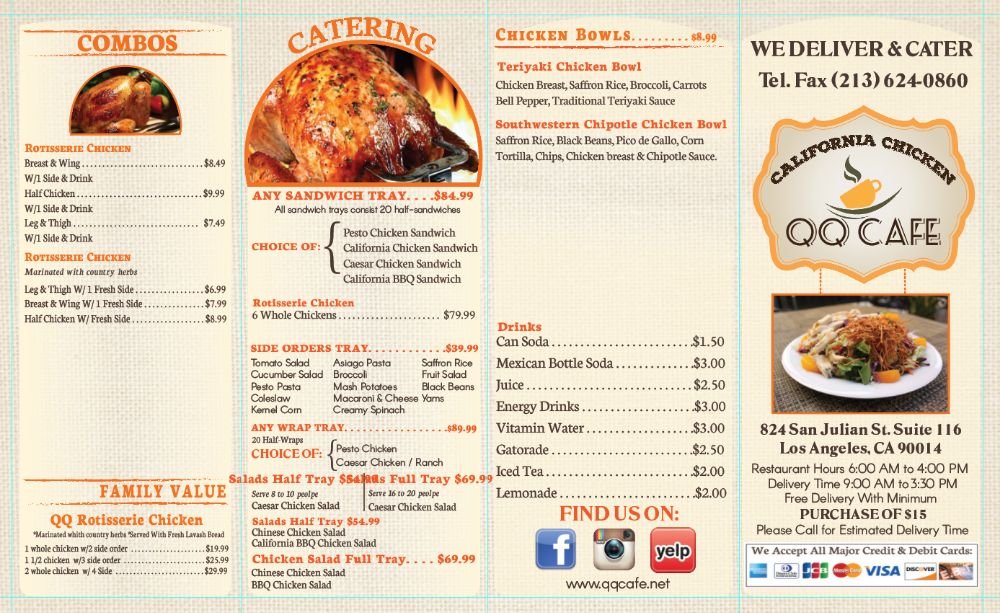 COMBOS
ROTISSERIE CHICKEN
Breast & Wing $8.49
W/1 Side & Drink
Half Chicken $9.99
W/1 Side & Drink
Leg & Thigh $7.49
W/1 Side & Drink
ROTISSERIE CHICKEN
Marinated with country herbs
Leg & Thigh W/ 1 Fresh Side $6.99
Breast & Wing W/ 1 Fresh Side $7.99
Half Chicken W/ Fresh Side $8.99
FAMILY VALUE
QQ Rotisserie Chicken
*Marinated whith country herbs *Served With Fresh Lavash Bread
1 whole chicken w/2 side order $19.99
1 1/2 chicken w/3 side order $25.99
2 whole chicken w/ 4 Side $29.99
CATERING
ANY SANDWICH TRAY. . . .$84.99
All sandwich trays consist 20 half-sandwiches
CHOICE OF:
Pesto Chicken Sandwich
California Chicken Sandwich
Caesar Chicken Sandwich
California BBQ Sandwich
Rotisserie Chicken
6 Whole Chickens $79.99
SIDE ORDERS TRAY $39.99
Tomato Salad Asiago Pasta Saffron Rice
Cucumber Salad Broccoli Fruit Salad
Pesto Pasta Mash Potatoes Black Beans
Coleslaw Macaroni & Cheese Yams
Kernel Corn Creamy Spinach
ANY WRAP TRAY $89.99
20 Half-Wraps
CHOICE OF:
Pesto Chicken
Caesar Chicken / Ranch
Salads Half Tray Salads Full Tray $69.99
Serve 8 to 10 peolpe Serve 16 to 20 peolpe
Caesar Chicken Salad Caesar Chicken Salad
Salads Half Tray $54.99
Chinese Chicken Salad
California BBQ Chicken Salad
Chicken Salad Full Tray. . . . $69.99
Chinese Chicken Salad
BBQ Chicken Salad
CHICKEN BOWLS $8.99
Teriyaki Chicken Bowl
Chicken Breast, Saffron Rice, Broccoli, Carrots
Bell Pepper, Traditional Teriyaki Sauce
Southwestern Chipotle Chicken Bowl
Saffron Rice, Black Beans, Pico de Gallo, Corn
Tortilla, Chips, Chicken breast & Chipotle Sauce.
Drinks
Can Soda $1.50
Mexican Bottle Soda $3.00
Juice $2.50
Energy Drinks $3.00
Vitamin Water $3.00
Gatorade $2.50
Iced Tea $2.00
Lemonade $2.00
FIND US ON:
f
yelp
www.qqcafe.net
WE DELIVER & CATER
Tel. Fax (213) 624-0860
CALIFORNIA CHICKEN
QQ CAFE
824 San Julian St. Suite 116
Los Angeles, CA 90014
Restaurant Hours 6:00 AM to 4:00 PM
Delivery Time 9:00 AM to 3:30 PM
Free Delivery With Minimum
PURCHASE OF $15
Please Call for Estimated Delivery Time
We Accept All Major Credit & Debit Cards:
JCB MasterCard VISA DISCOVER